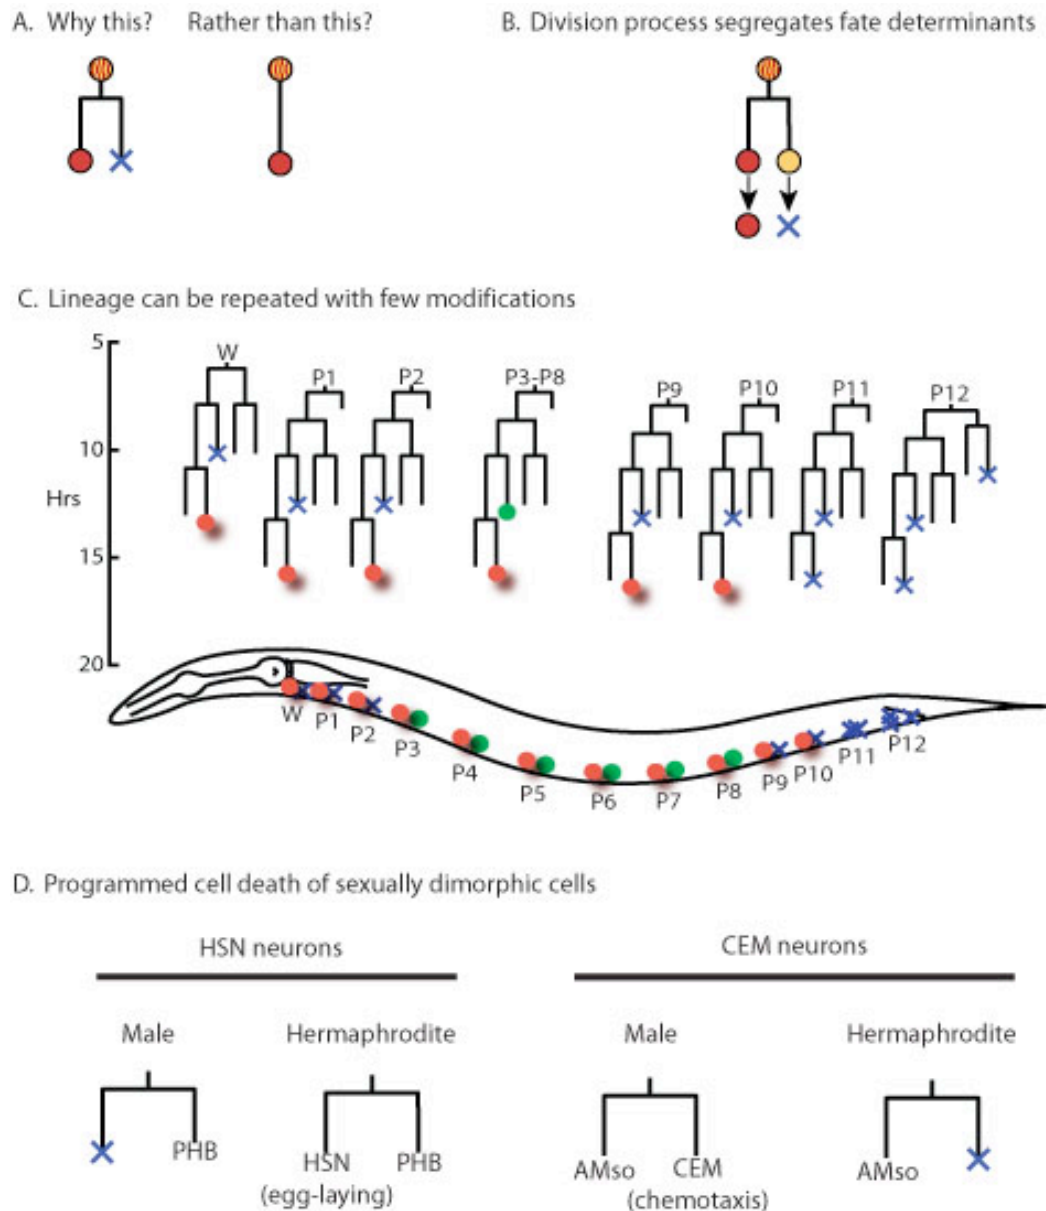 A. Why this? Rather than this? B. Division process segregates fate determinants
C. Lineage can be repeated with few modifications
5
W
P1 P2 P3-P8 P9 P10 P11 P12
10
Hrs
15
20
W P1 P2 P3 P4 P5 P6 P7 P8 P9 P10 P11 P12
D. Programmed cell death of sexually dimorphic cells
HSN neurons CEM neurons
Male Hermaphrodite Male Hermaphrodite
PHB HSN PHB AMso CEM AMso
(egg-laying) (chemotaxis)